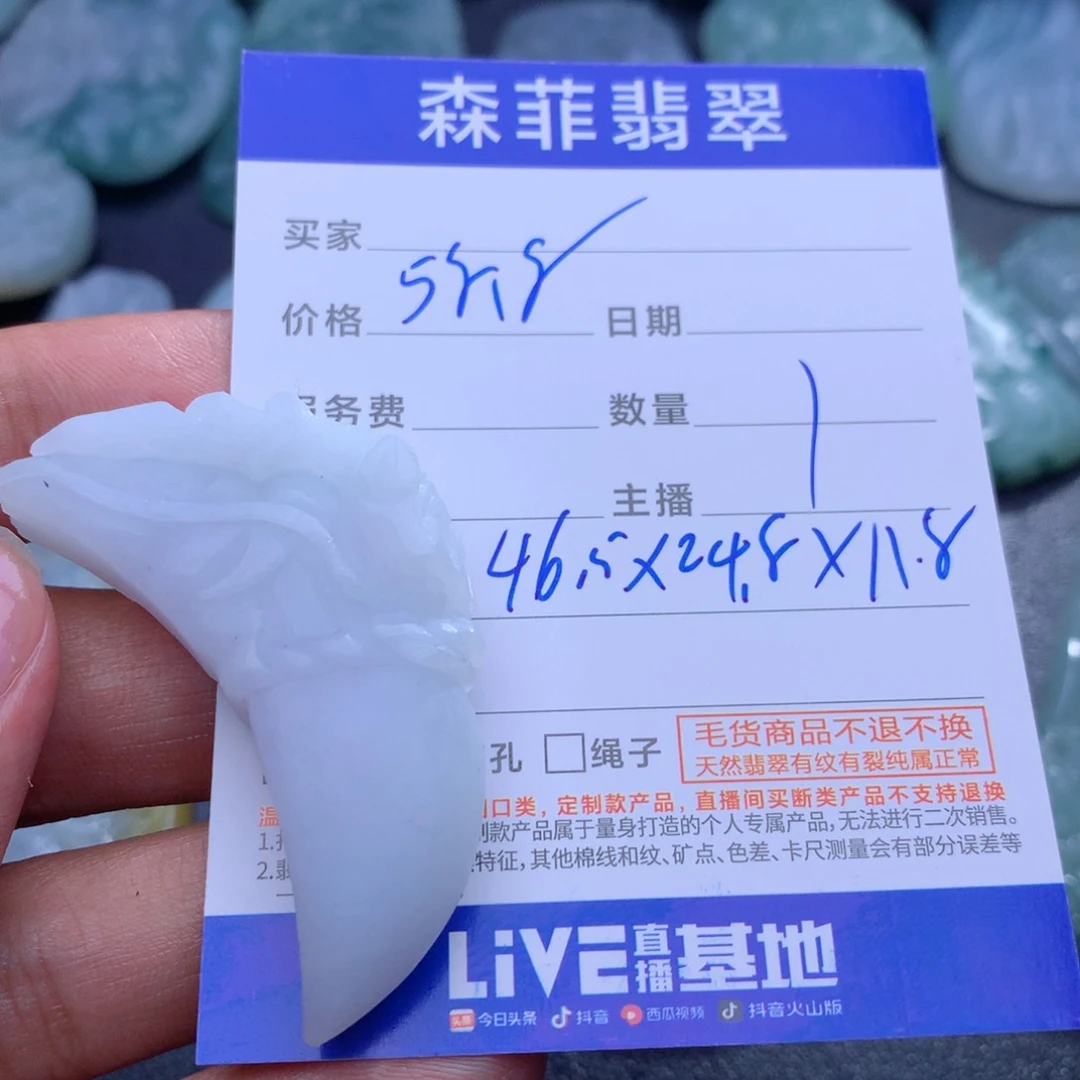 森菲翡翠
买家
价格 日期
务费 数量 1
主播
46.5X24.8X11.8
孔 □绳子 毛货商品不退不换
天然翡翠有纹有裂纯属正常
温
口类，定制款产品，直播间买断类产品不支持退换
1.
制款产品属于量身打造的个人专属产品，无法进行二次销售。
2.
特征，其他棉线和纹、矿点、色差、卡尺测量会有部分误差等
LiVE直播基地
头条 今日头条 抖音 西瓜视频 抖音火山版